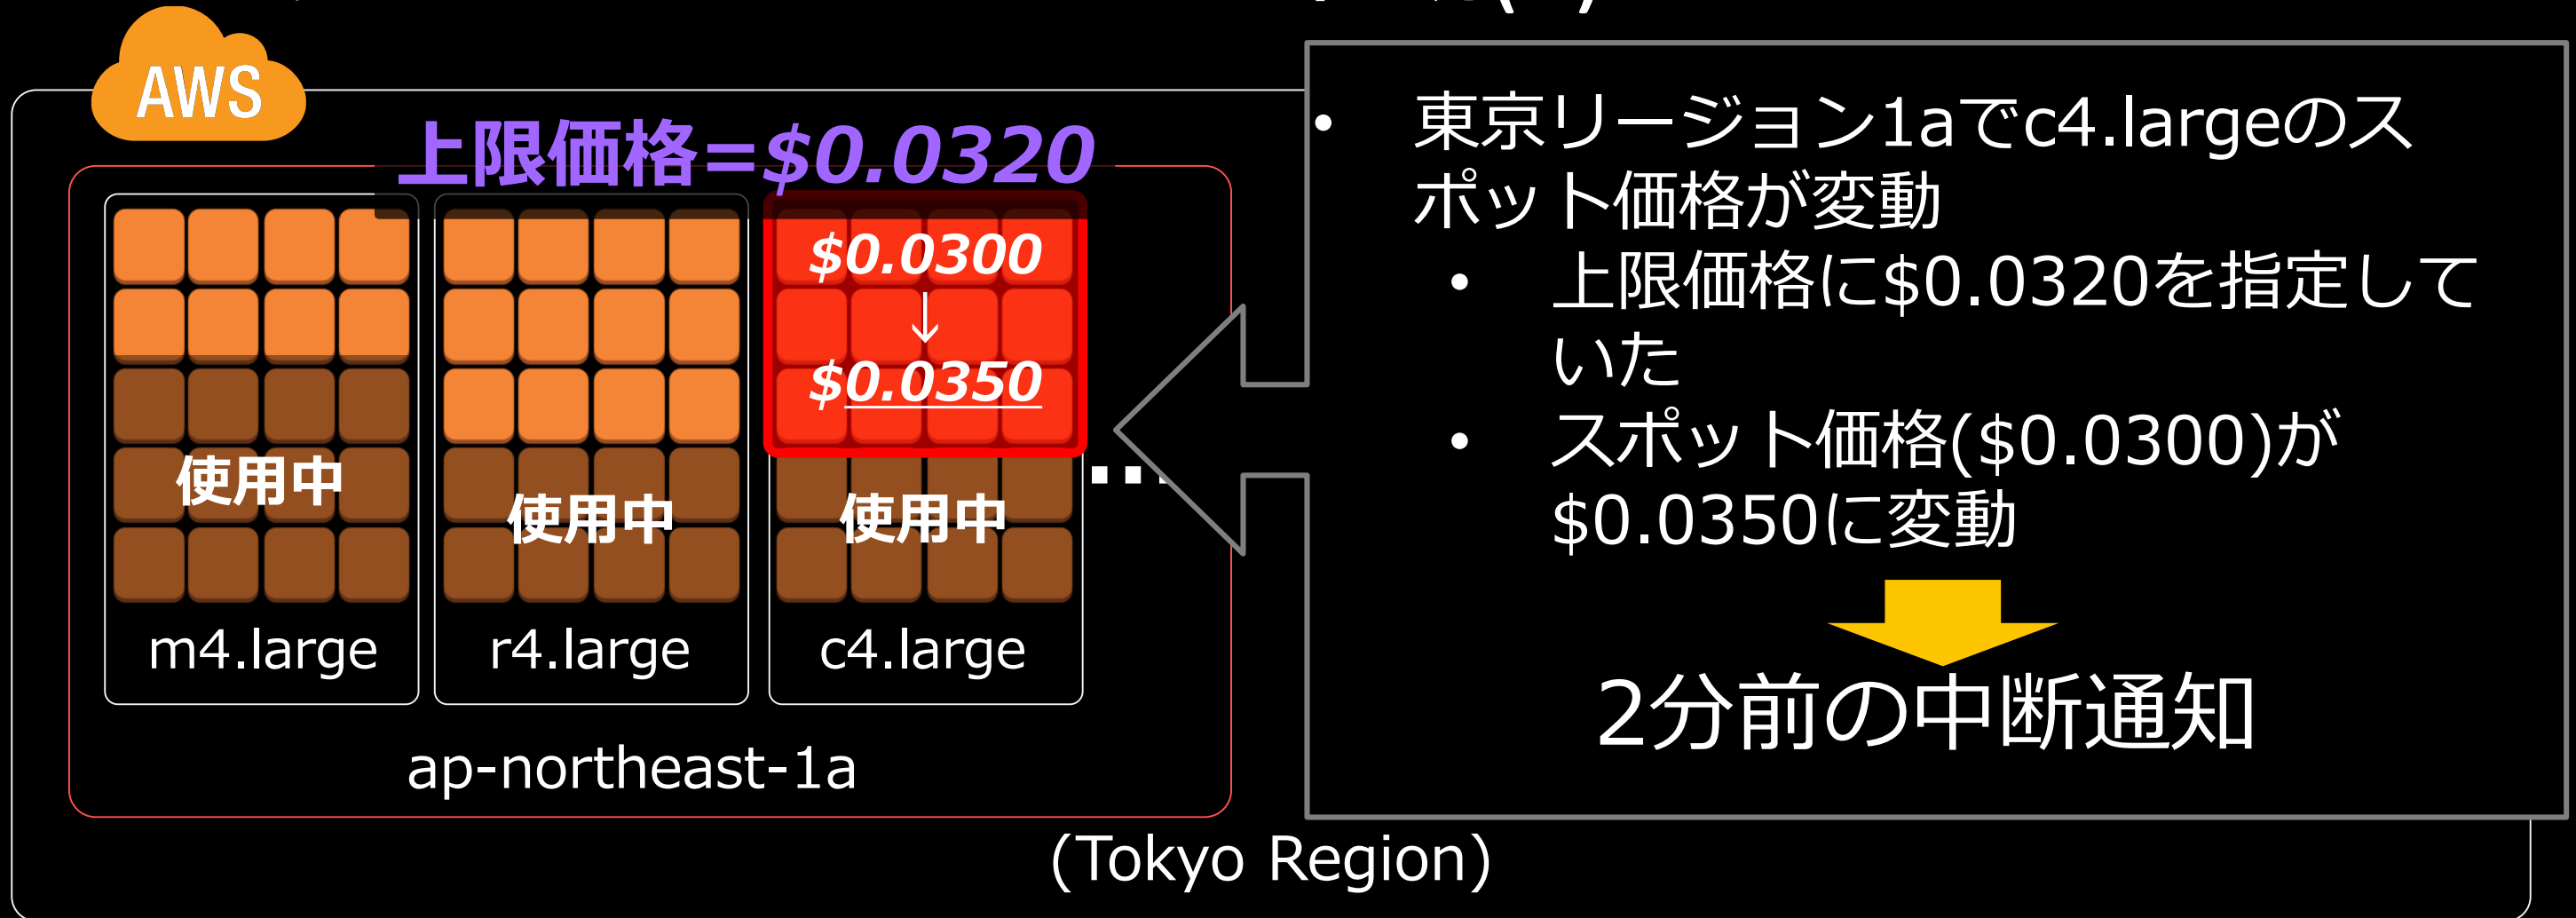 AWS
上限価格=$0.0320
$0.0300
↓
$0.0350
使用中
使用中
使用中
...
m4.large
r4.large
c4.large
ap-northeast-1a
(Tokyo Region)
• 東京リージョン1aでc4.largeのス
ポット価格が変動
• 上限価格に$0.0320を指定して
いた
• スポット価格($0.0300)が
$0.0350に変動
2分前の中断通知